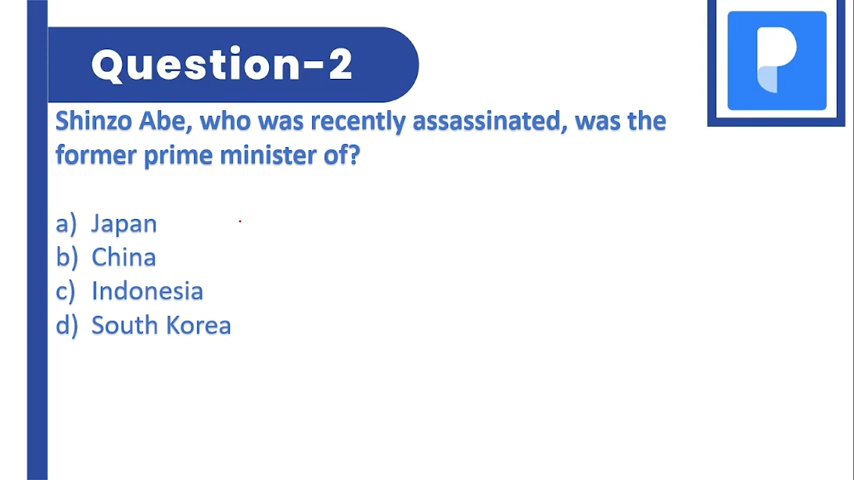 Question-2
Shinzo Abe, who was recently assassinated, was the
former prime minister of?
a) Japan
b) China
c) Indonesia
d) South Korea